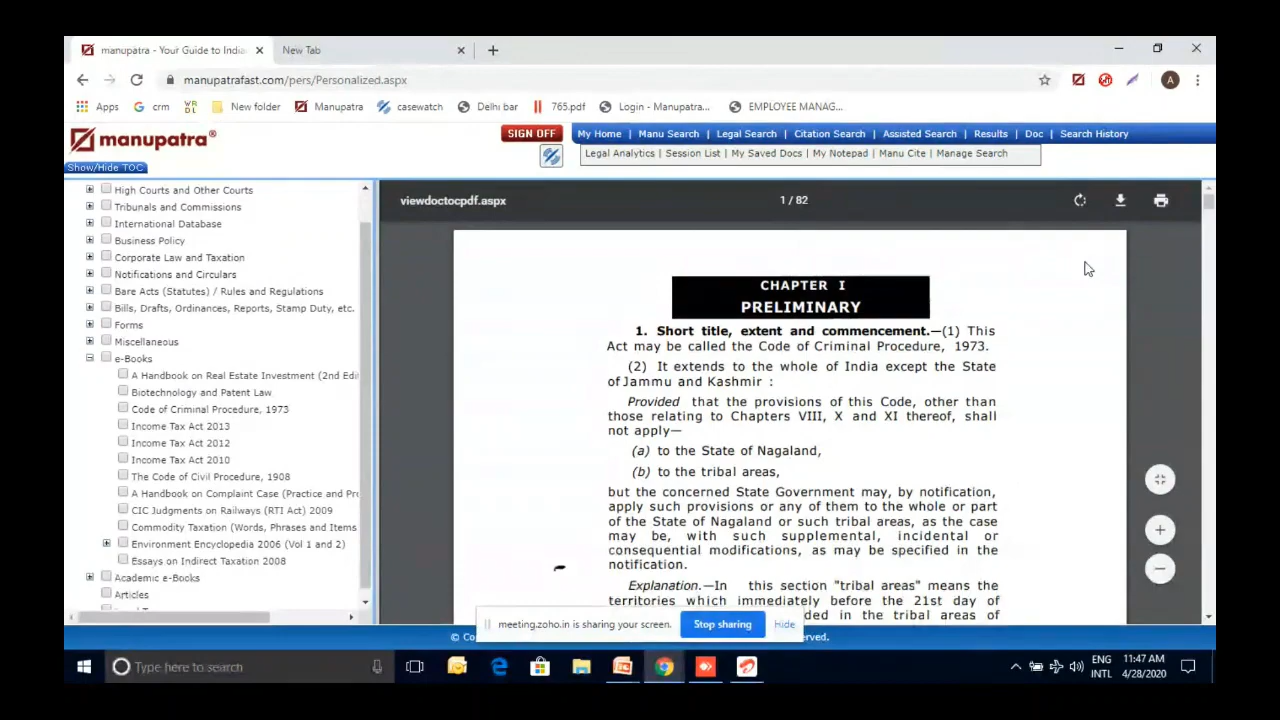 manupatra - Your Guide to India
New Tab
manupatrafast.com/pers/Personalized.aspx
A
Apps
crm
New folder
Manupatra
casewatch
Delhi bar
765.pdf
Login - Manupatra...
EMPLOYEE MANAG...
manupatra®
SIGN OFF
My Home | Manu Search | Legal Search | Citation Search | Assisted Search | Results | Doc | Search History
Legal Analytics | Session List | My Saved Docs | My Notepad | Manu Cite | Manage Search
Show/Hide TOC
High Courts and Other Courts
Tribunals and Commissions
International Database
Business Policy
Corporate Law and Taxation
Notifications and Circulars
Bare Acts (Statutes) / Rules and Regulations
Bills, Drafts, Ordinances, Reports, Stamp Duty, etc.
Forms
Miscellaneous
e-Books
A Handbook on Real Estate Investment (2nd Edi
Biotechnology and Patent Law
Code of Criminal Procedure, 1973
Income Tax Act 2013
Income Tax Act 2012
Income Tax Act 2010
The Code of Civil Procedure, 1908
A Handbook on Complaint Case (Practice and Pr
CIC Judgments on Railways (RTI Act) 2009
Commodity Taxation (Words, Phrases and Items
Environment Encyclopedia 2006 (Vol 1 and 2)
Essays on Indirect Taxation 2008
Academic e-Books
Articles
viewdoctocpdf.aspx
1 / 82
CHAPTER I
PRELIMINARY
1. Short title, extent and commencement.—(1) This
Act may be called the Code of Criminal Procedure, 1973.
(2) It extends to the whole of India except the State
of Jammu and Kashmir :
Provided that the provisions of this Code, other than
those relating to Chapters VIII, X and XI thereof, shall
not apply—
(a) to the State of Nagaland,
(b) to the tribal areas,
but the concerned State Government may, by notification,
apply such provisions or any of them to the whole or part
of the State of Nagaland or such tribal areas, as the case
may be, with such supplemental, incidental or
consequential modifications, as may be specified in the
notification.
Explanation.—In this section "tribal areas" means the
territories which immediately before the 21st day of
ded in the tribal areas of
meeting.zoho.in is sharing your screen.
Stop sharing
Hide
© Co
erved.
Type here to search
ENG
INTL
11:47 AM
4/28/2020